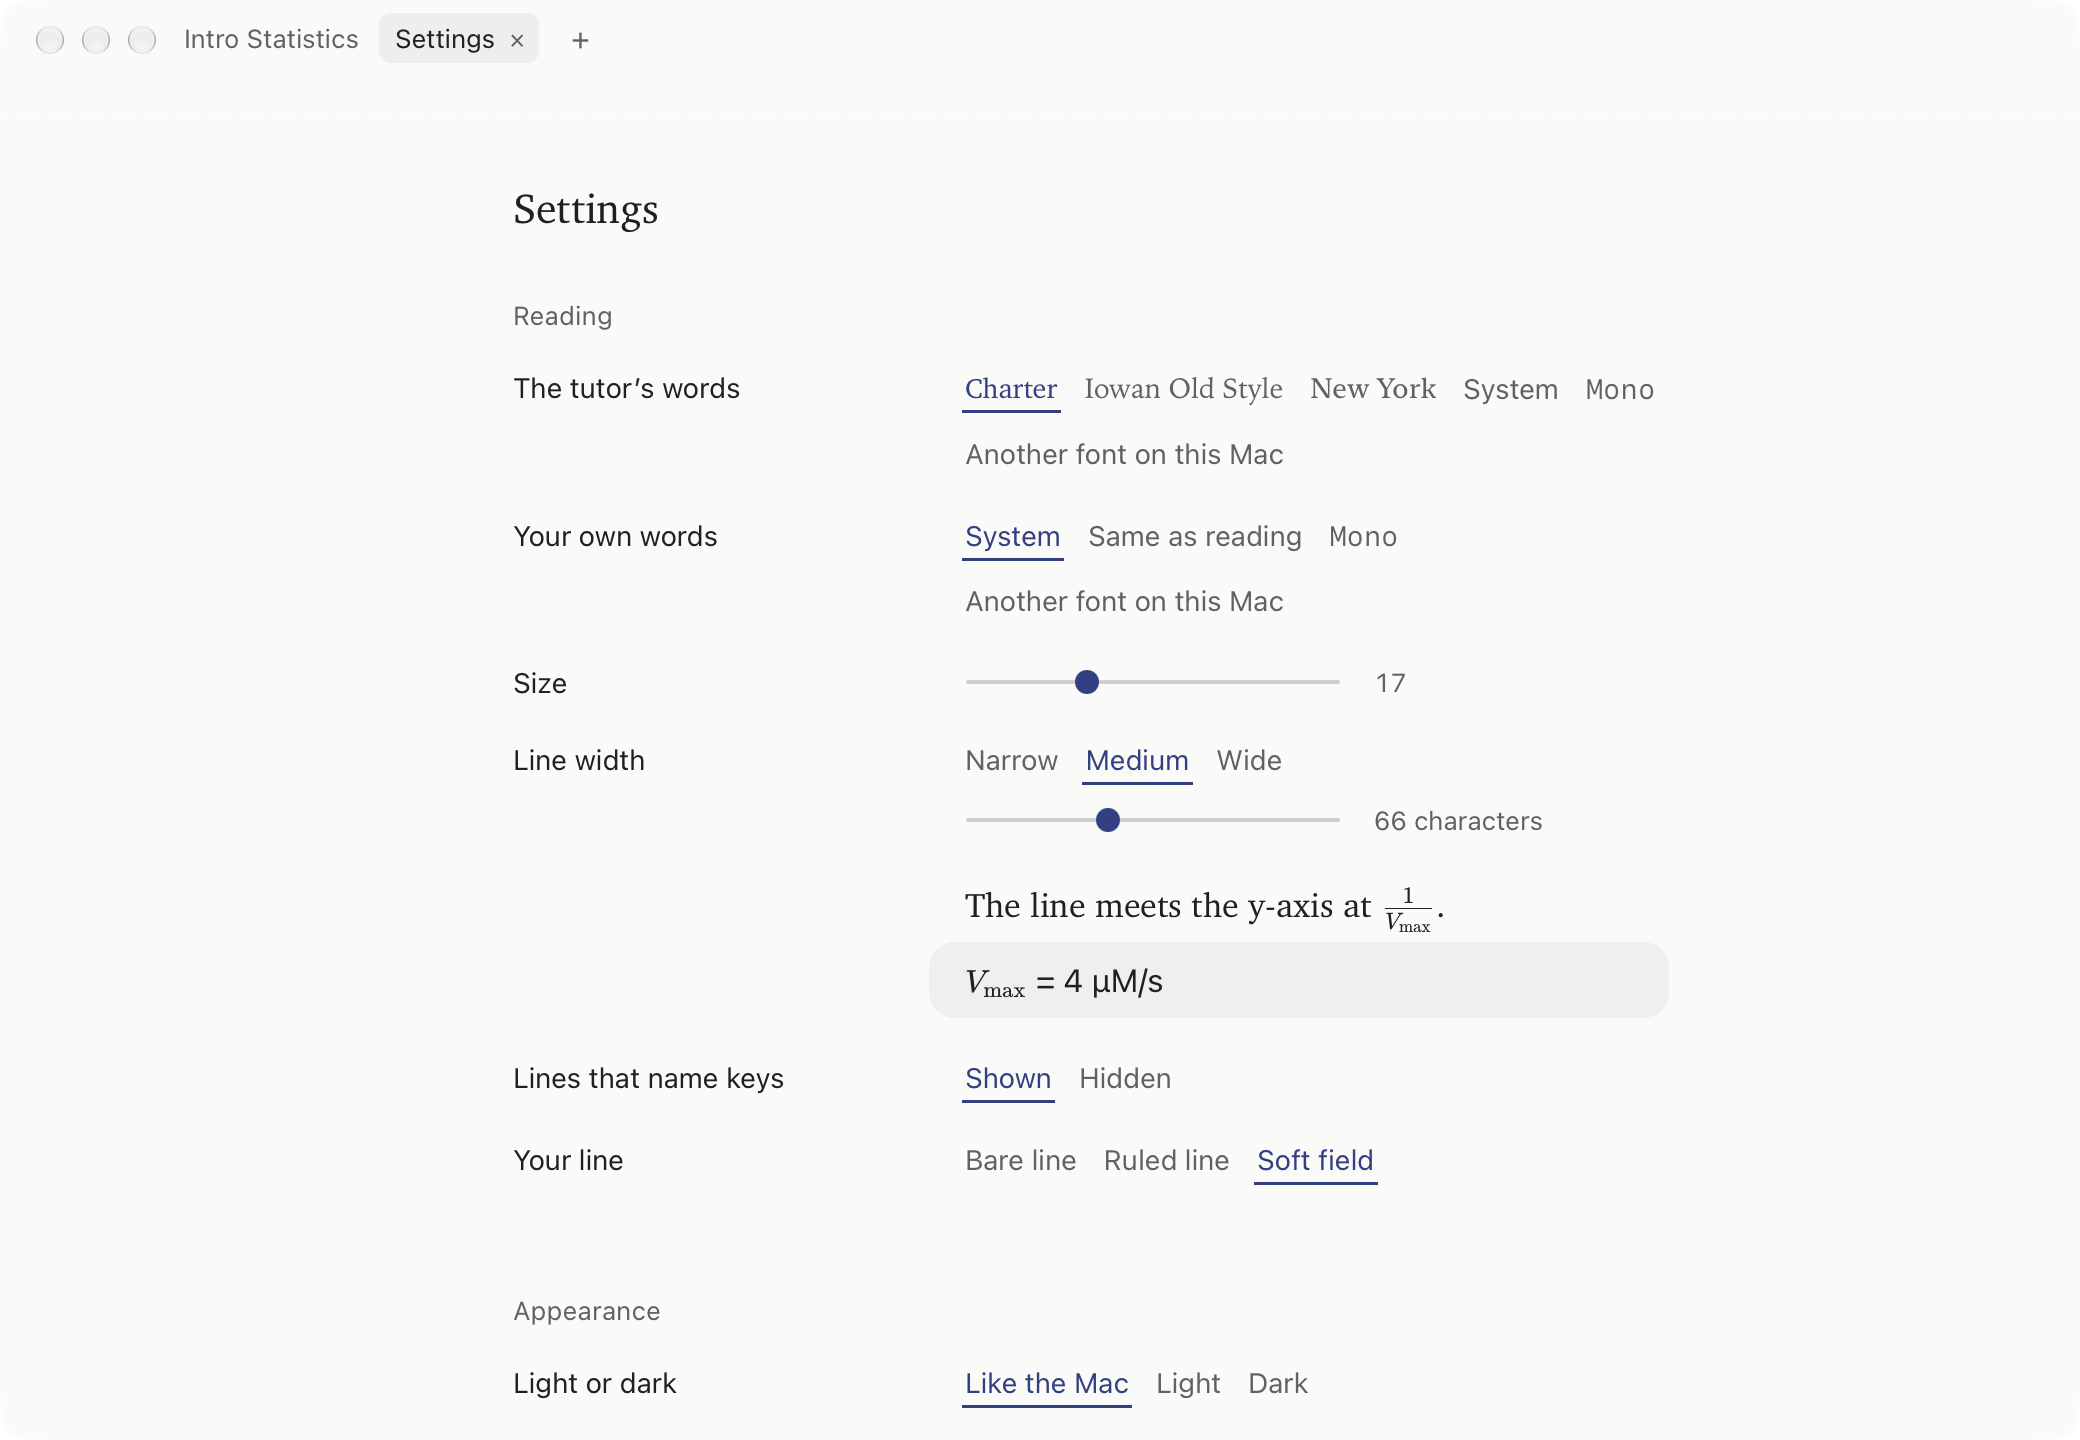 Intro Statistics Settings × +
Settings
Reading
The tutor’s words Charter Iowan Old Style New York System Mono
Another font on this Mac
Your own words System Same as reading Mono
Another font on this Mac
Size 17
Line width Narrow Medium Wide
66 characters
The line meets the y-axis at 1/Vmax.
Vmax = 4 µM/s
Lines that name keys Shown Hidden
Your line Bare line Ruled line Soft field
Appearance
Light or dark Like the Mac Light Dark